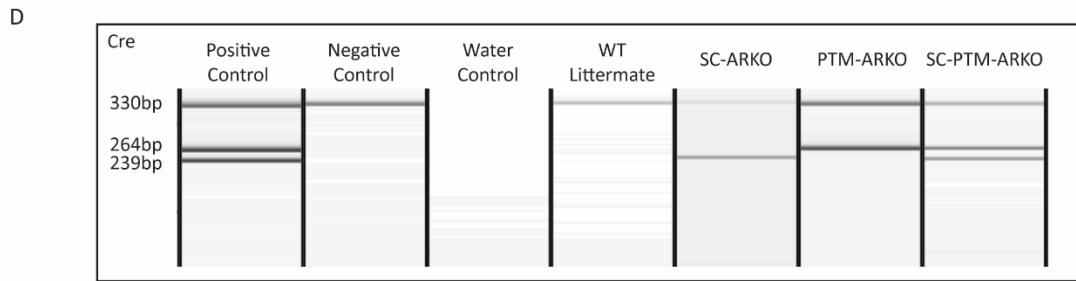 D
Cre
Positive Control
Negative Control
Water Control
WT Littermate
SC-ARKO
PTM-ARKO
SC-PTM-ARKO
330bp
264bp
239bp